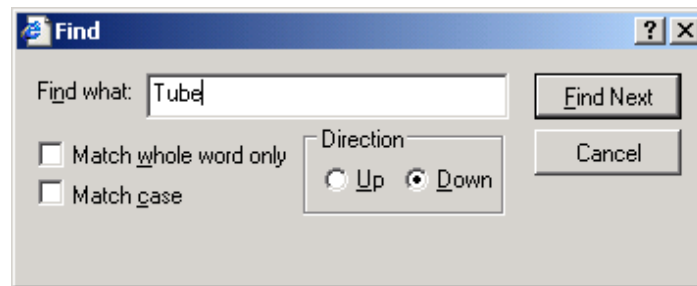 Find
Find what: Tube Find Next
Match whole word only Direction Cancel
Match case Up Down